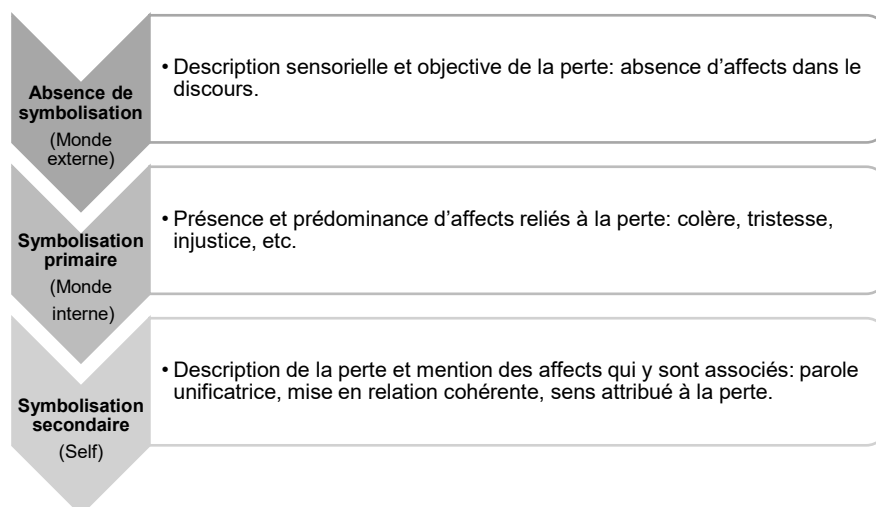 Absence de
symbolisation
(Monde
externe)
• Description sensorielle et objective de la perte: absence d’affects dans le
discours.
Symbolisation
primaire
(Monde
interne)
• Présence et prédominance d’affects reliés à la perte: colère, tristesse,
injustice, etc.
Symbolisation
secondaire
(Self)
• Description de la perte et mention des affects qui y sont associés: parole
unificatrice, mise en relation cohérente, sens attribué à la perte.